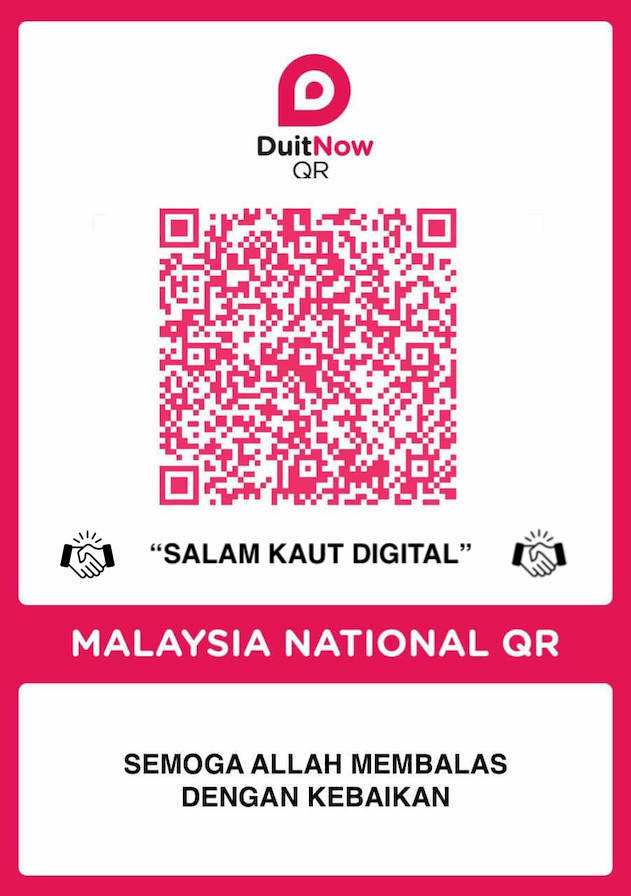 DuitNow
QR
“SALAM KAUT DIGITAL”
MALAYSIA NATIONAL QR
SEMOGA ALLAH MEMBALAS
DENGAN KEBAIKAN